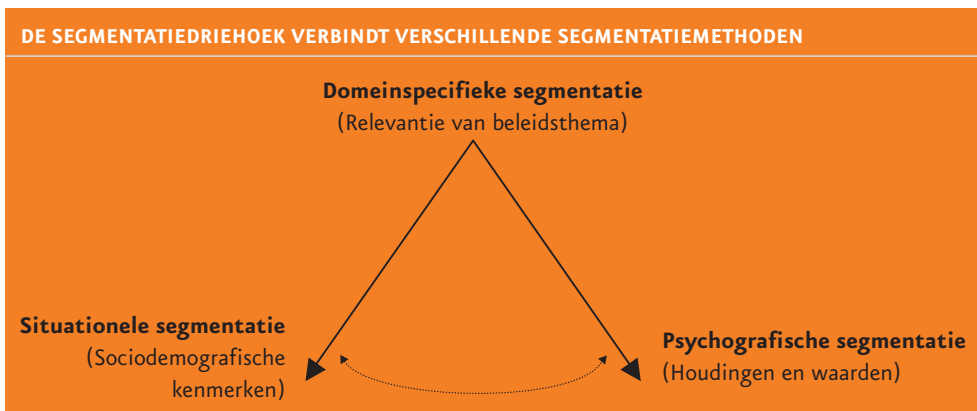 DE SEGMENTATIEDRIEHOEK VERBINDT VERSCHILLENDE SEGMENTATIEMETHODEN
Domeinspecifieke segmentatie
(Relevantie van beleidsthema)
Situationele segmentatie
(Sociodemografische
kenmerken)
Psychografische segmentatie
(Houdingen en waarden)